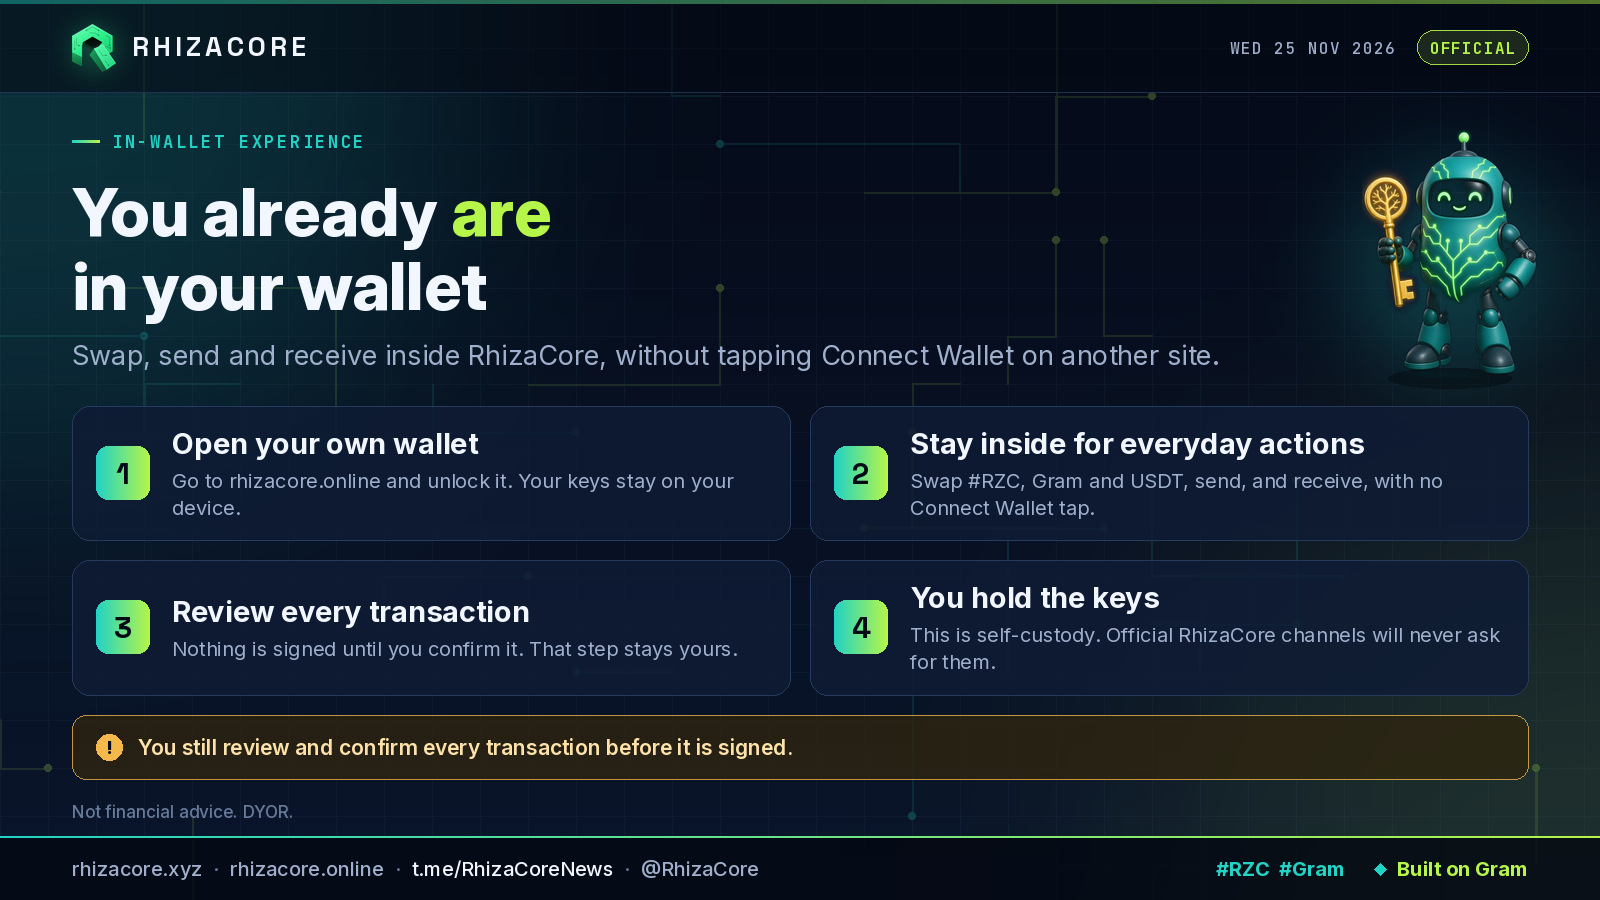 RHIZACORE
WED 25 NOV 2026
OFFICIAL
IN-WALLET EXPERIENCE
You already are
in your wallet
Swap, send and receive inside RhizaCore, without tapping Connect Wallet on another site.
1
Open your own wallet
Go to rhizacore.online and unlock it. Your keys stay on your
device.
2
Stay inside for everyday actions
Swap #RZC, Gram and USDT, send, and receive, with no
Connect Wallet tap.
3
Review every transaction
Nothing is signed until you confirm it. That step stays yours.
4
You hold the keys
This is self-custody. Official RhizaCore channels will never ask
for them.
! You still review and confirm every transaction before it is signed.
Not financial advice. DYOR.
rhizacore.xyz · rhizacore.online · t.me/RhizaCoreNews · @RhizaCore
#RZC #Gram ◆ Built on Gram